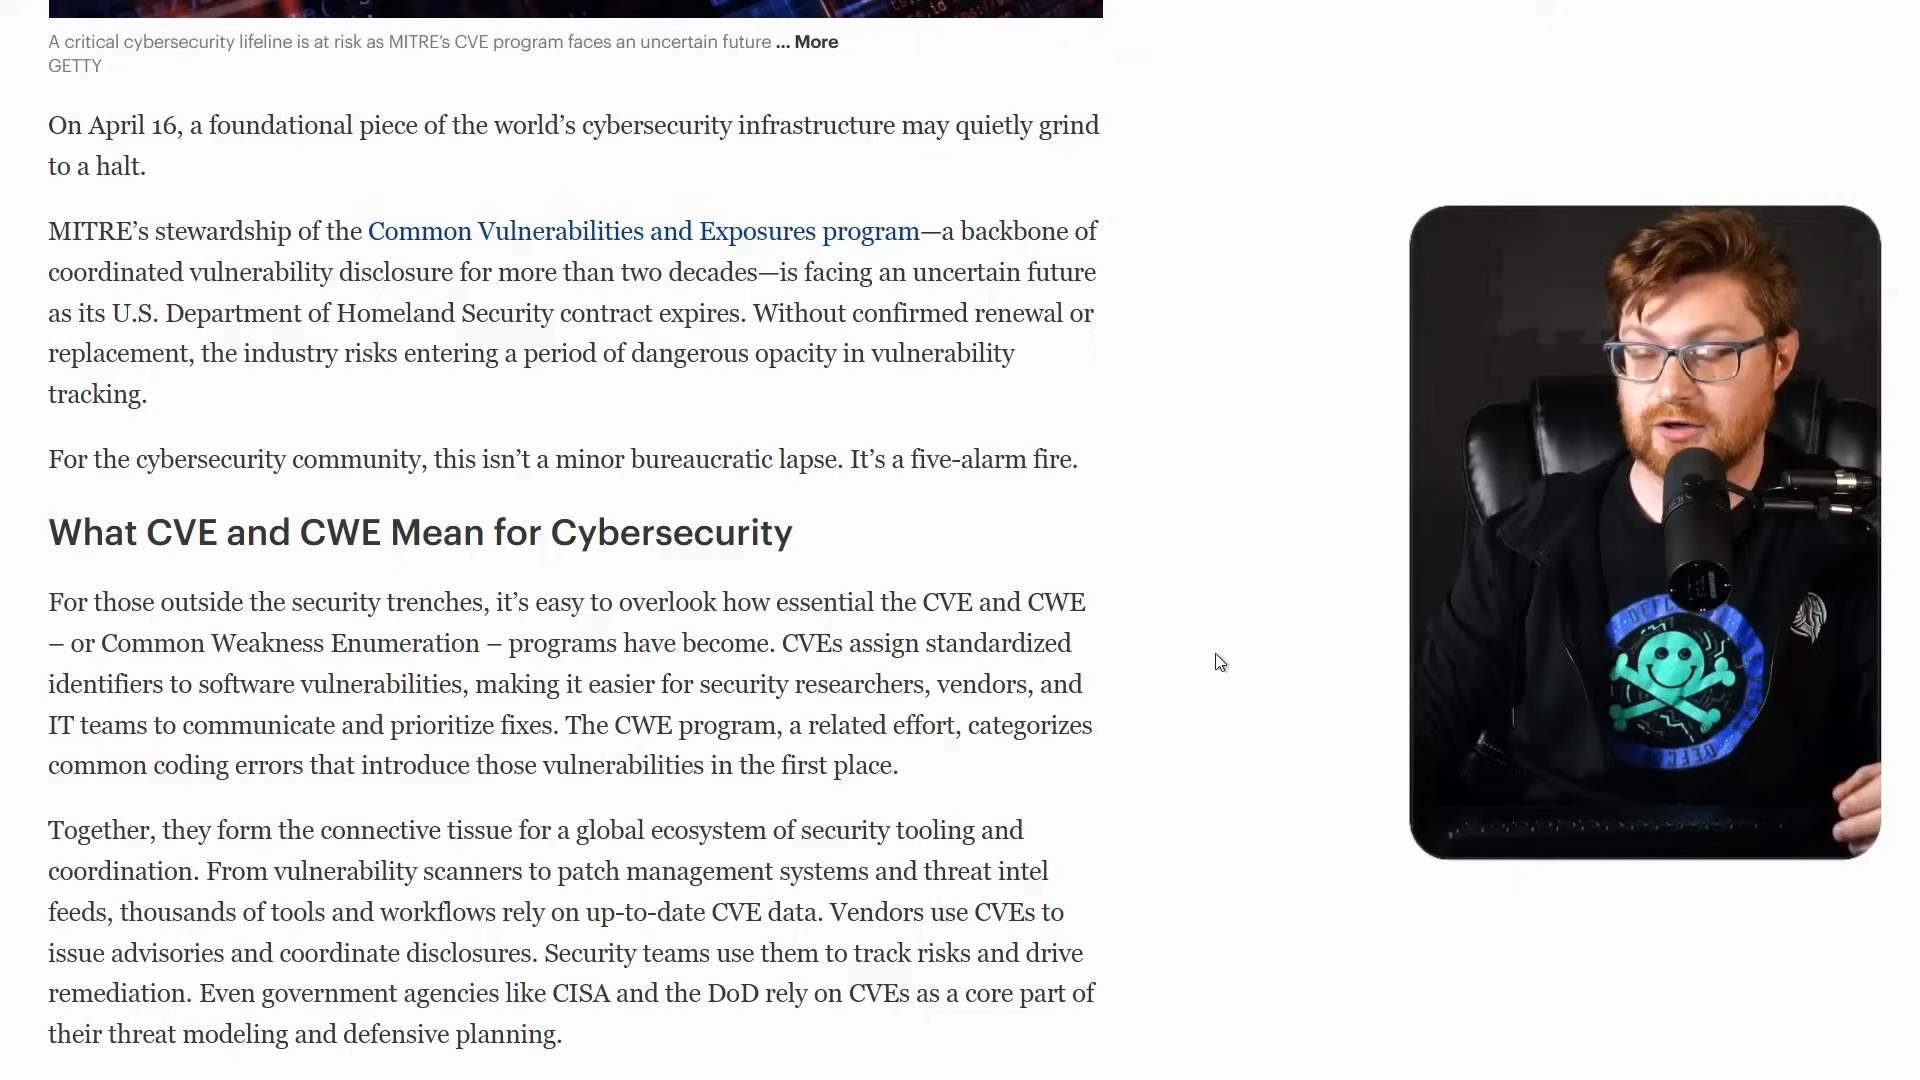 A critical cybersecurity lifeline is at risk as MITRE’s CVE program faces an uncertain future ... More
GETTY
On April 16, a foundational piece of the world’s cybersecurity infrastructure may quietly grind
to a halt.
MITRE’s stewardship of the Common Vulnerabilities and Exposures program—a backbone of
coordinated vulnerability disclosure for more than two decades—is facing an uncertain future
as its U.S. Department of Homeland Security contract expires. Without confirmed renewal or
replacement, the industry risks entering a period of dangerous opacity in vulnerability
tracking.
For the cybersecurity community, this isn’t a minor bureaucratic lapse. It’s a five-alarm fire.
What CVE and CWE Mean for Cybersecurity
For those outside the security trenches, it’s easy to overlook how essential the CVE and CWE
– or Common Weakness Enumeration – programs have become. CVEs assign standardized
identifiers to software vulnerabilities, making it easier for security researchers, vendors, and
IT teams to communicate and prioritize fixes. The CWE program, a related effort, categorizes
common coding errors that introduce those vulnerabilities in the first place.
Together, they form the connective tissue for a global ecosystem of security tooling and
coordination. From vulnerability scanners to patch management systems and threat intel
feeds, thousands of tools and workflows rely on up-to-date CVE data. Vendors use CVEs to
issue advisories and coordinate disclosures. Security teams use them to track risks and drive
remediation. Even government agencies like CISA and the DoD rely on CVEs as a core part of
their threat modeling and defensive planning.